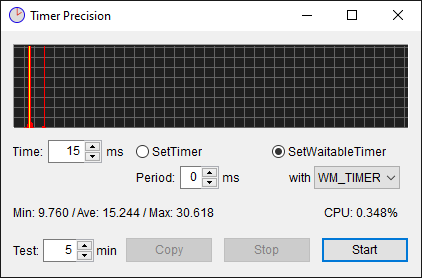 Timer Precision
Time: 15 ms SetTimer SetWaitableTimer
Period: 0 ms with WM_TIMER
Min: 9.760 / Ave: 15.244 / Max: 30.618 CPU: 0.348%
Test: 5 min Copy Stop Start